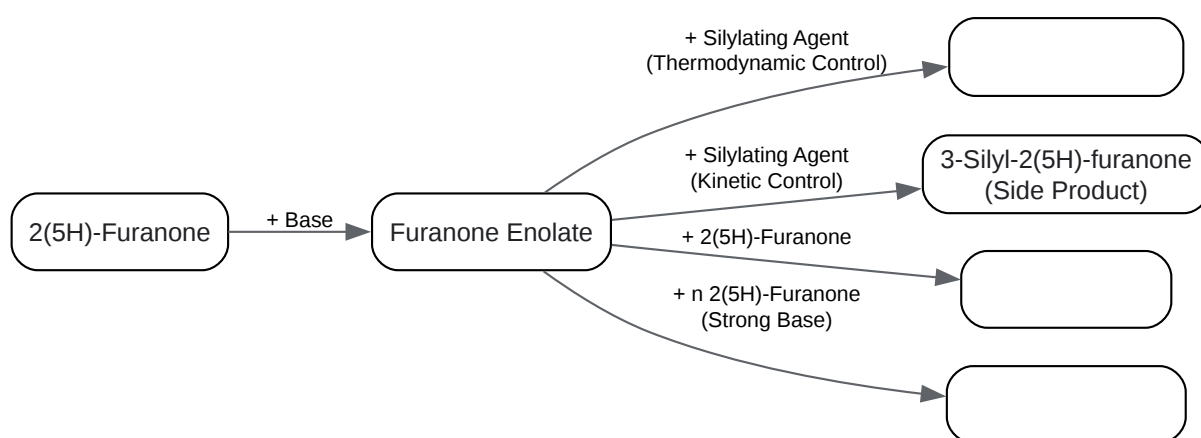 + Silylating Agent
(Thermodynamic Control)
+ Silylating Agent
(Kinetic Control)
3-Silyl-2(5H)-furanone
(Side Product)
2(5H)-Furanone
+ Base
Furanone Enolate
+ 2(5H)-Furanone
+ n 2(5H)-Furanone
(Strong Base)